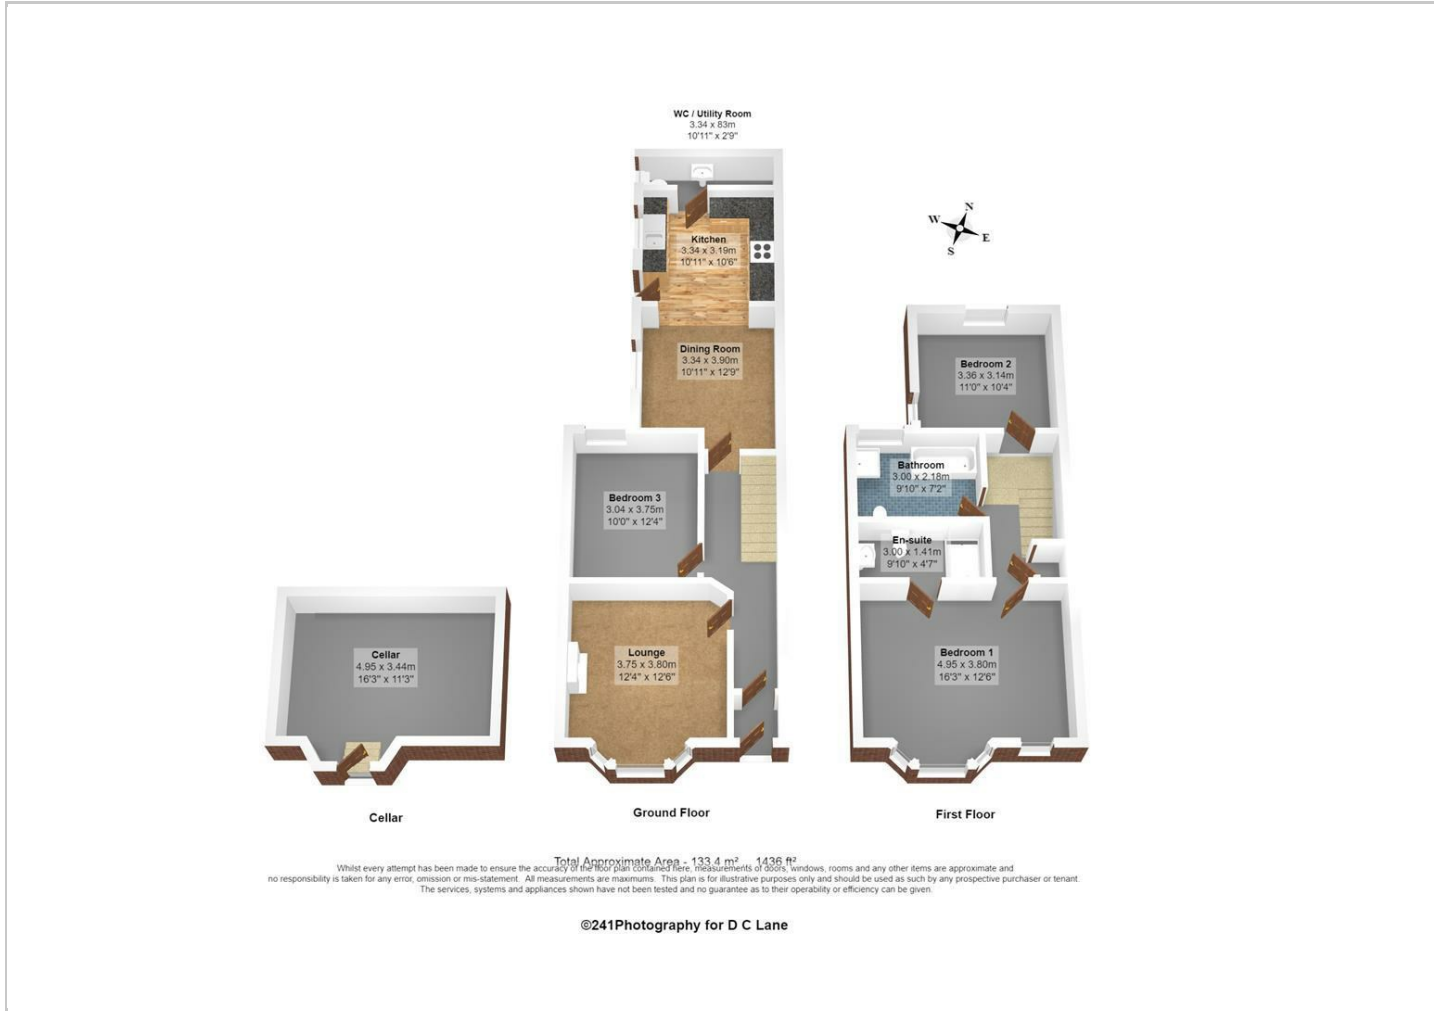 WC / Utility Room
3.34 x 83m
10'11" x 2'9"
N
W
E
S
Kitchen
3.34 x 3.19m
10'11" x 10'6"
Dining Room
3.34 x 3.90m
10'11" x 12'9"
Bedroom 2
3.36 x 3.14m
11'0" x 10'4"
Bathroom
3.00 x 2.18m
9'10" x 7'2"
Bedroom 3
3.04 x 3.75m
10'0" x 12'4"
En-suite
3.00 x 1.41m
9'10" x 4'7"
Cellar
4.95 x 3.44m
16'3" x 11'3"
Lounge
3.75 x 3.80m
12'4" x 12'6"
Bedroom 1
4.95 x 3.80m
16'3" x 12'6"
Cellar
Ground Floor
First Floor
Total Approximate Area - 133.4 m² 1436 ft²
Whilst every attempt has been made to ensure the accuracy of the floor plan contained here, measurements of doors, windows, rooms and any other items are approximate and
no responsibility is taken for any error, omission or mis-statement. All measurements are maximums. This plan is for illustrative purposes only and should be used as such by any prospective purchaser or tenant
The services, systems and appliances shown have not been tested and no guarantee as to their operability or efficiency can be given.
©241Photography for D C Lane